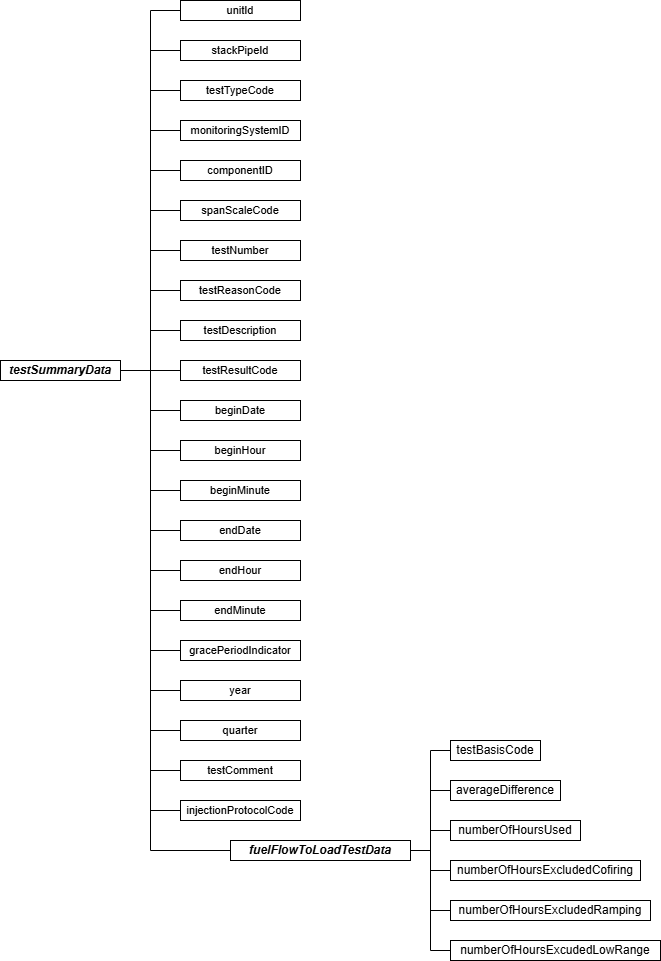 unitId
stackPipeId
testTypeCode
monitoringSystemID
componentID
spanScaleCode
testNumber
testReasonCode
testDescription
testSummaryData
testResultCode
beginDate
beginHour
beginMinute
endDate
endHour
endMinute
gracePeriodIndicator
year
quarter
testBasisCode
testComment
averageDifference
injectionProtocolCode
numberOfHoursUsed
fuelFlowToLoadTestData
numberOfHoursExcludedCofiring
numberOfHoursExcludedRamping
numberOfHoursExcudedLowRange